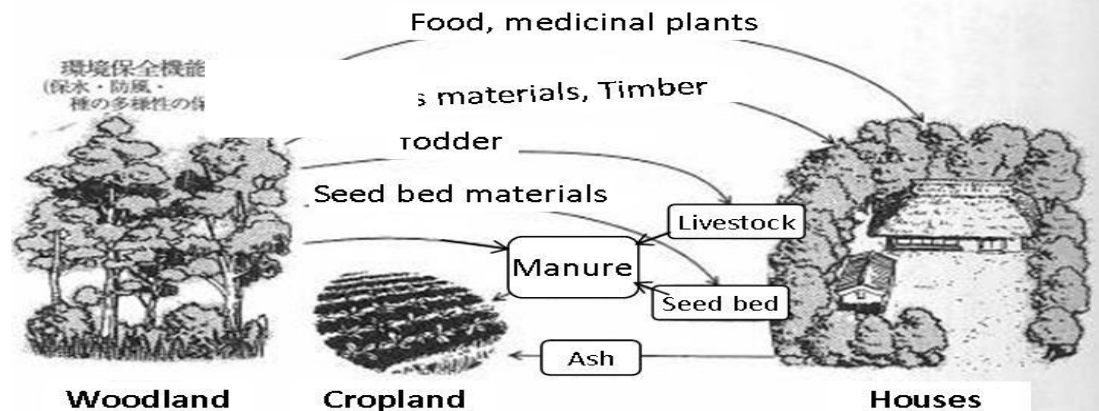 Food, medicinal plants
環境保全機能
(保水・防風・
種の多様性の保
materials, Timber
Seed bed materials
Livestock
Manure
Seed bed
Ash
Woodland
Cropland
Houses